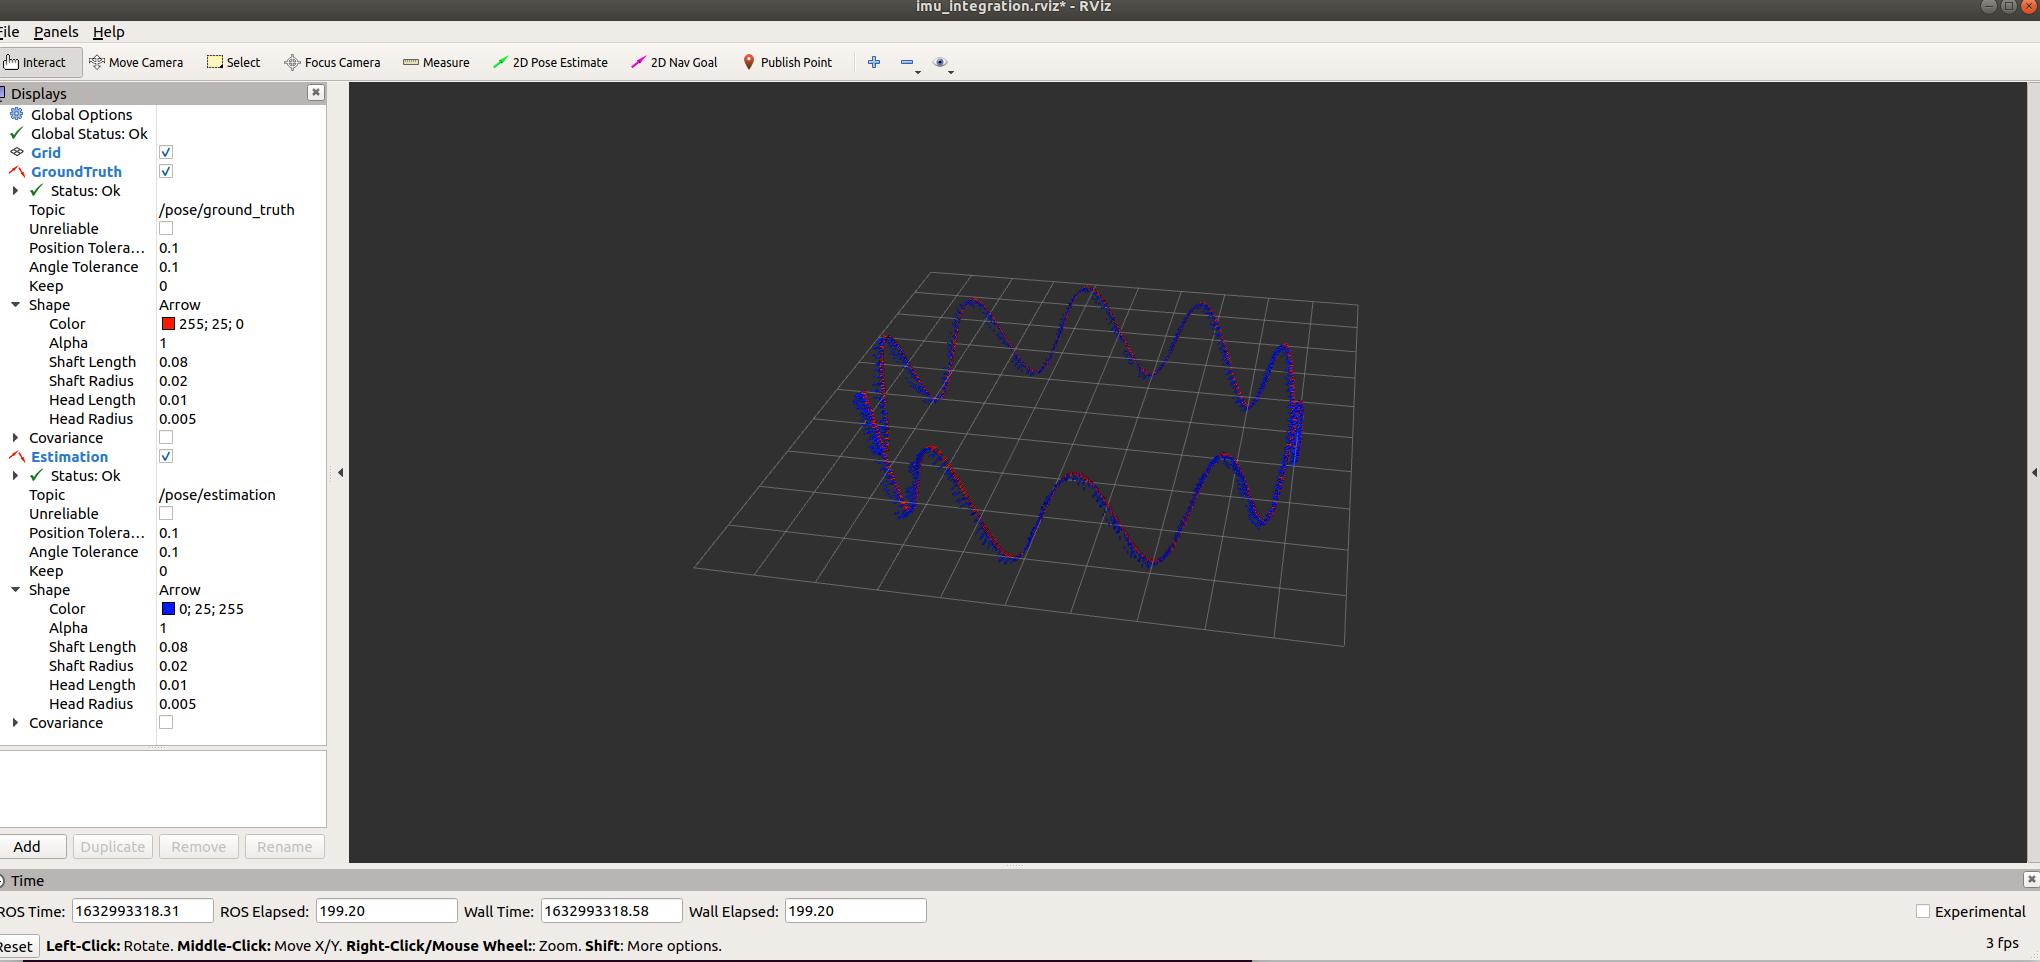 imu_integration.rviz* - RViz
File Panels Help
Interact Move Camera Select Focus Camera Measure 2D Pose Estimate 2D Nav Goal Publish Point
Displays
Global Options
Global Status: Ok
Grid
GroundTruth
Status: Ok
Topic /pose/ground_truth
Unreliable
Position Tolera... 0.1
Angle Tolerance 0.1
Keep 0
Shape Arrow
Color 255; 25; 0
Alpha 1
Shaft Length 0.08
Shaft Radius 0.02
Head Length 0.01
Head Radius 0.005
Covariance
Estimation
Status: Ok
Topic /pose/estimation
Unreliable
Position Tolera... 0.1
Angle Tolerance 0.1
Keep 0
Shape Arrow
Color 0; 25; 255
Alpha 1
Shaft Length 0.08
Shaft Radius 0.02
Head Length 0.01
Head Radius 0.005
Covariance
Add Duplicate Remove Rename
Time
ROS Time: 1632993318.31 ROS Elapsed: 199.20 Wall Time: 1632993318.58 Wall Elapsed: 199.20 Experimental
Reset Left-Click: Rotate. Middle-Click: Move X/Y. Right-Click/Mouse Wheel:: Zoom. Shift: More options. 3 fps